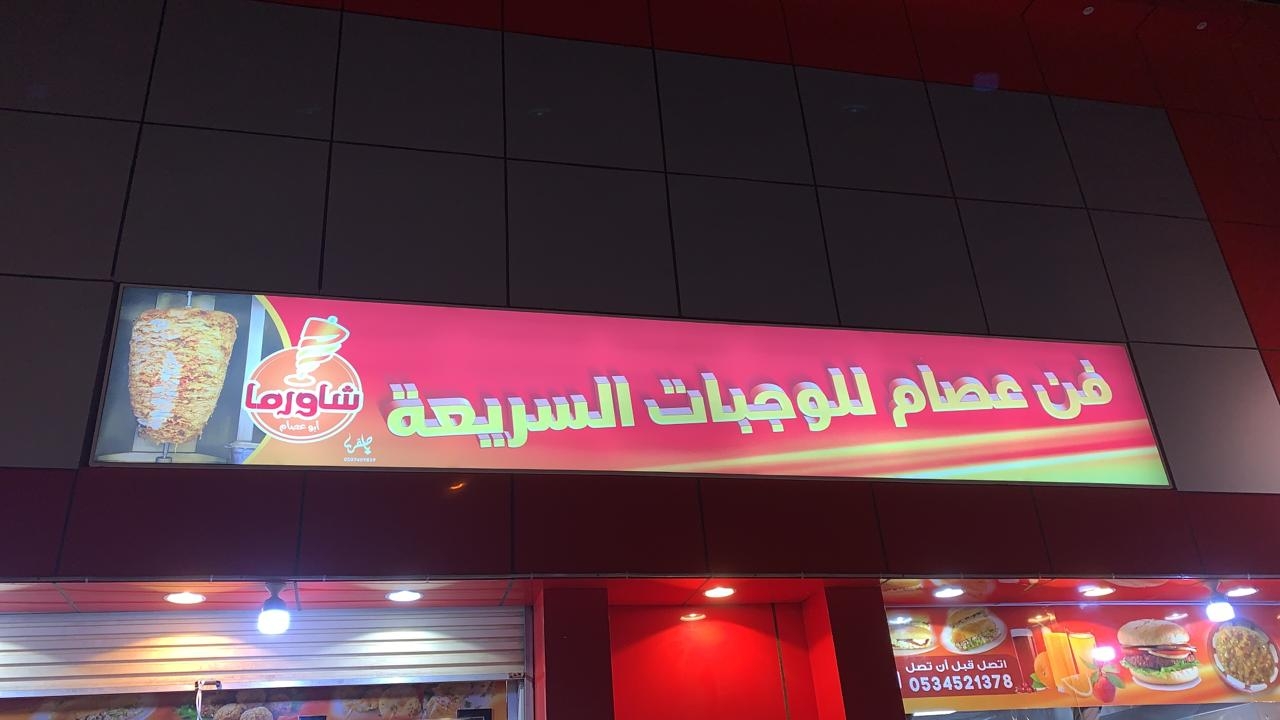 فن عصام للوجبات السريعة
شاورما
أبو عصام
اتصل قبل أن تصل
0534521378